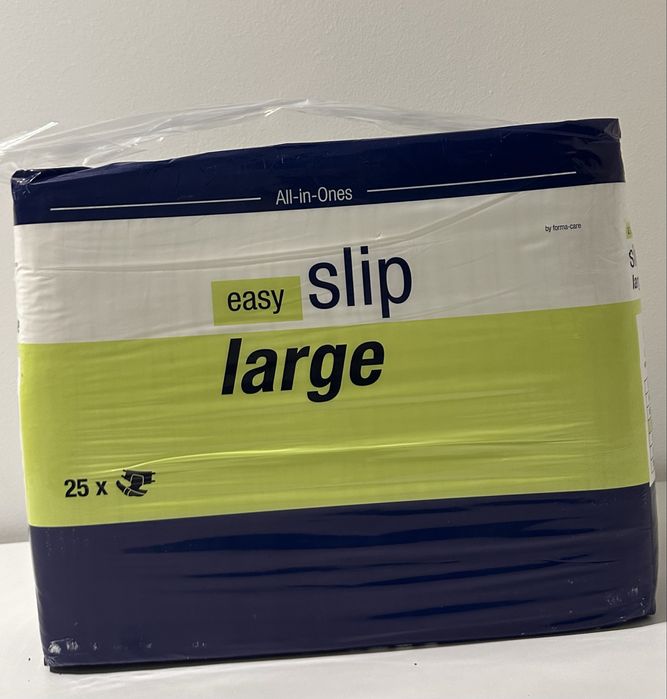 All-in-Ones
by forma-care
easy slip
large
25 x